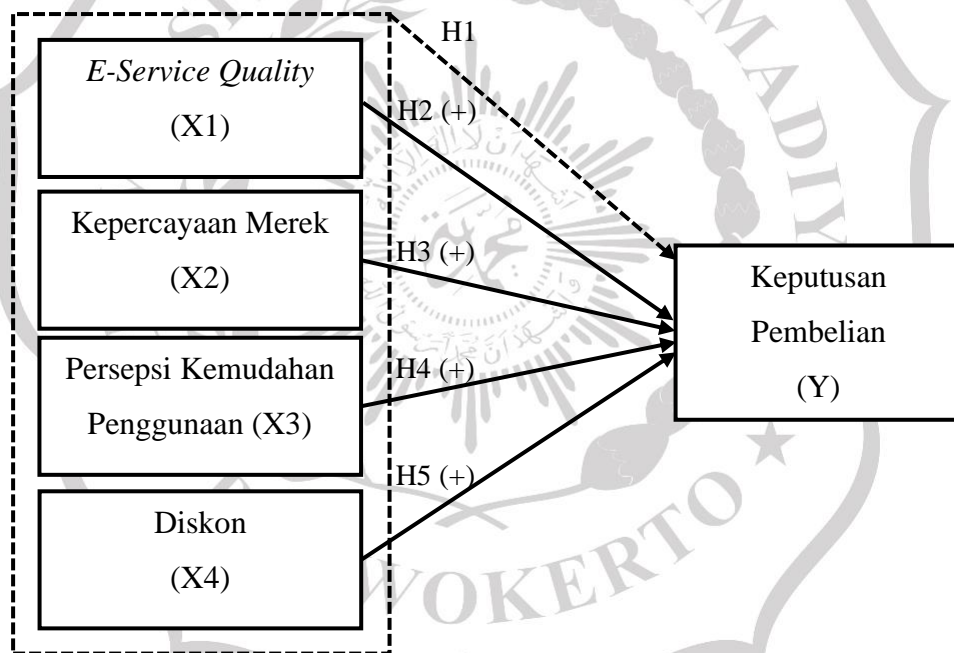 H1
E-Service Quality
(X1)
H2 (+)
Kepercayaan Merek
(X2)
H3 (+)
Persepsi Kemudahan
Penggunaan (X3)
H4 (+)
Diskon
(X4)
H5 (+)
Keputusan
Pembelian
(Y)
WOKERTO